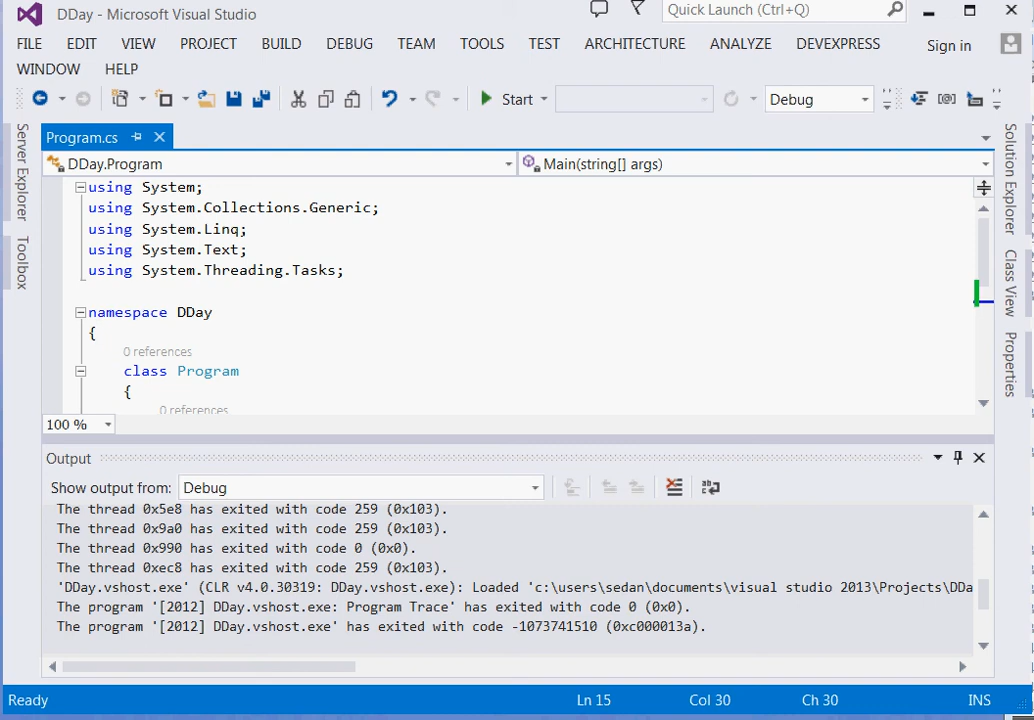 DDay - Microsoft Visual Studio
Quick Launch (Ctrl+Q)
FILE EDIT VIEW PROJECT BUILD DEBUG TEAM TOOLS TEST ARCHITECTURE ANALYZE DEVEXPRESS Sign in
WINDOW HELP
Start
Debug
Server Explorer
Toolbox
Program.cs
DDay.Program
Main(string[] args)
using System;
using System.Collections.Generic;
using System.Linq;
using System.Text;
using System.Threading.Tasks;
namespace DDay
{
0 references
class Program
{
0 references
100 %
Solution Explorer
Class View
Properties
Output
Show output from: Debug
The thread 0x5e8 has exited with code 259 (0x103).
The thread 0x9a0 has exited with code 259 (0x103).
The thread 0x990 has exited with code 0 (0x0).
The thread 0xec8 has exited with code 259 (0x103).
'DDay.vshost.exe' (CLR v4.0.30319: DDay.vshost.exe): Loaded 'c:\users\sedan\documents\visual studio 2013\Projects\DDa
The program '[2012] DDay.vshost.exe: Program Trace' has exited with code 0 (0x0).
The program '[2012] DDay.vshost.exe' has exited with code -1073741510 (0xc000013a).
Ready
Ln 15
Col 30
Ch 30
INS